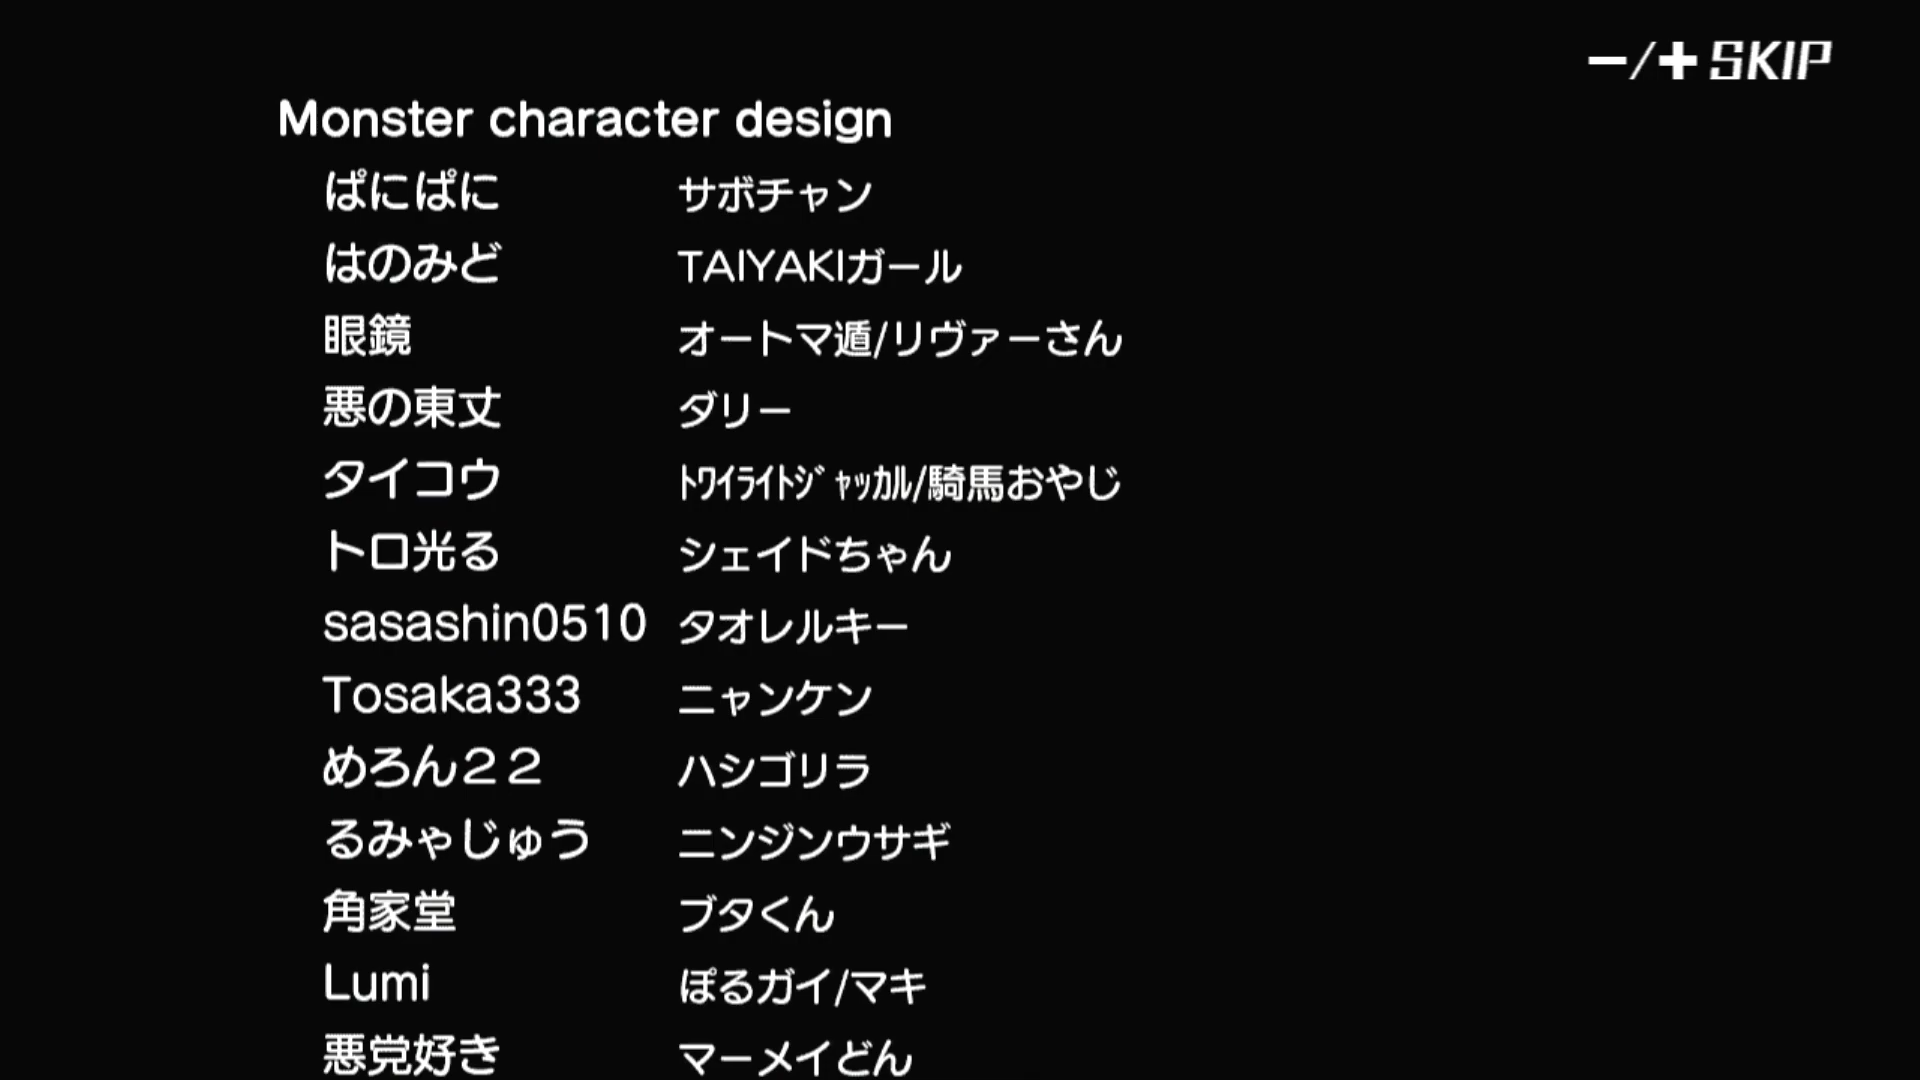 −/+ SKIP
Monster character design
ぱにぱに サボチャン
はのみど TAIYAKIガール
眼鏡 オートマ遁/リヴァーさん
悪の東丈 ダリー
タイコウ ﾄﾜｲﾗｲﾄｼﾞｬｯｶﾙ/騎馬おやじ
トロ光る シェイドちゃん
sasashin0510 タオレルキー
Tosaka333 ニャンケン
めろん２２ ハシゴリラ
るみゃじゅう ニンジンウサギ
角家堂 ブタくん
Lumi ぽるガイ/マキ
悪党好き マーメイどん